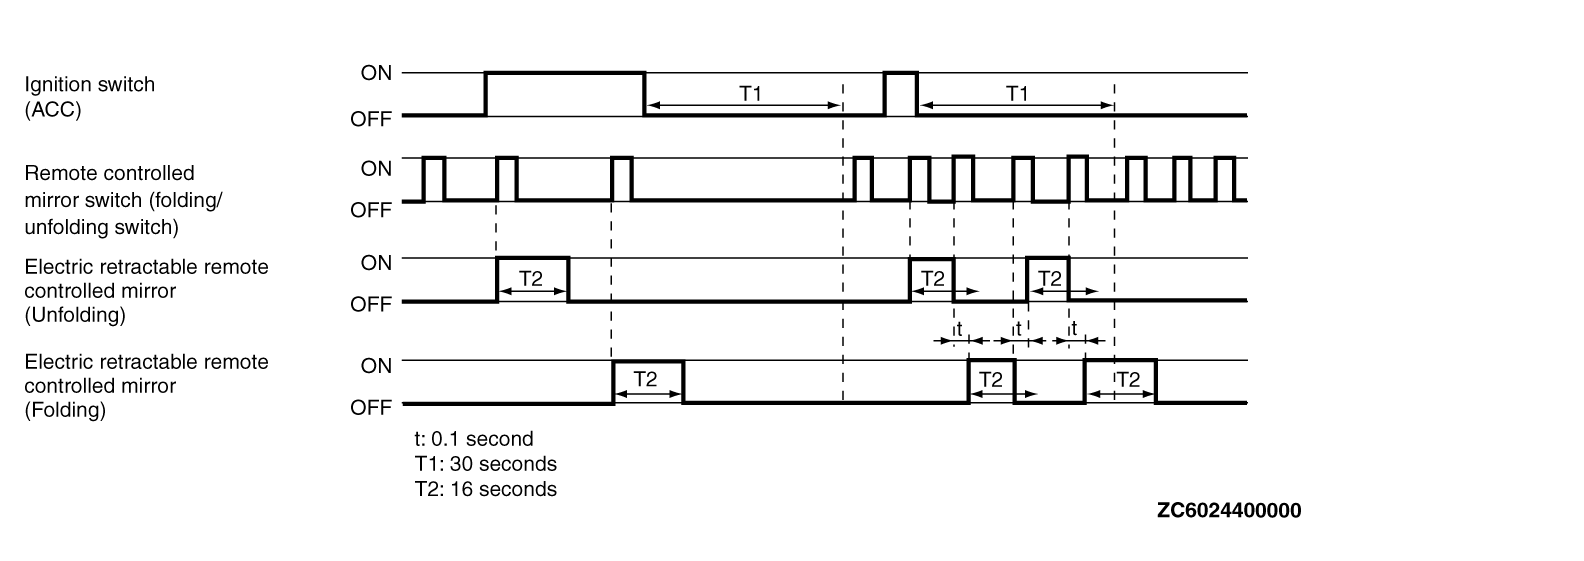 Ignition switch
(ACC)
ON
OFF
T1
T1
Remote controlled
mirror switch (folding/
unfolding switch)
ON
OFF
Electric retractable remote
controlled mirror
(Unfolding)
ON
OFF
T2
T2
T2
t
t
t
Electric retractable remote
controlled mirror
(Folding)
ON
OFF
T2
T2
T2
t: 0.1 second
T1: 30 seconds
T2: 16 seconds
ZC6024400000